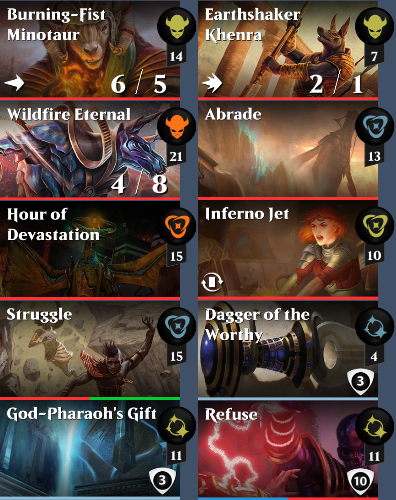 Burning-Fist
Minotaur
14
6 / 5
Earthshaker
Khenra
7
2 / 1
Wildfire Eternal
21
4 / 8
Abrade
13
Hour of
Devastation
15
Inferno Jet
10
Struggle
15
Dagger of the
Worthy
4
3
God-Pharaoh's Gift
11
3
Refuse
11
10